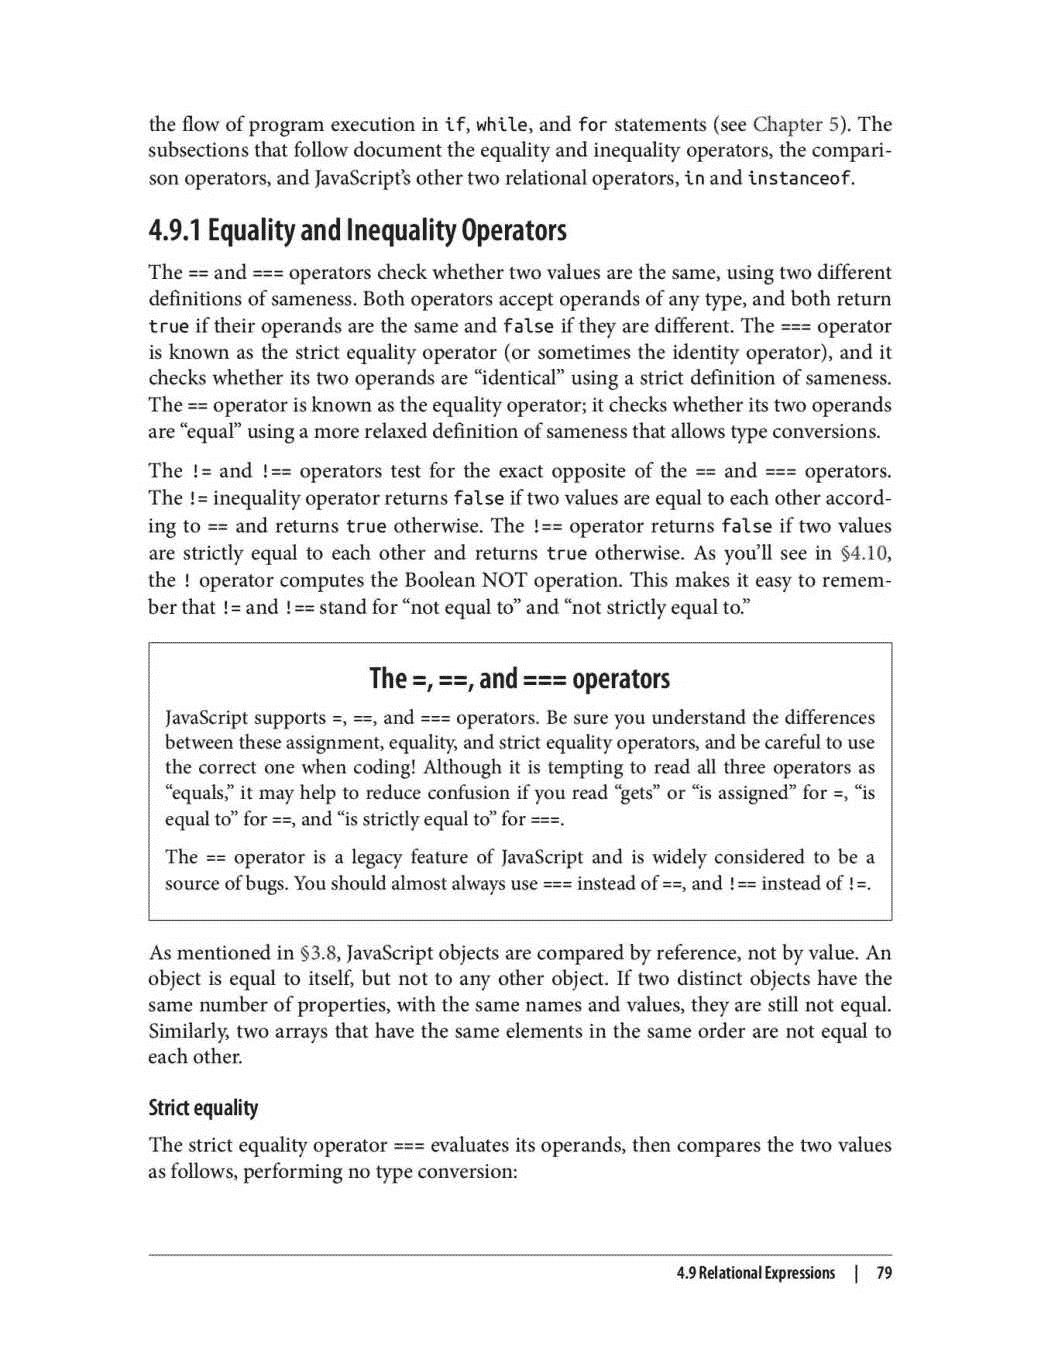 the flow of program execution in if, while, and for statements (see Chapter 5). The
subsections that follow document the equality and inequality operators, the compari-
son operators, and JavaScript's other two relational operators, in and instanceof.
4.9.1 Equality and Inequality Operators
The == and === operators check whether two values are the same, using two different
definitions of sameness. Both operators accept operands of any type, and both return
true if their operands are the same and false if they are different. The === operator
is known as the strict equality operator (or sometimes the identity operator), and it
checks whether its two operands are “identical” using a strict definition of sameness.
The == operator is known as the equality operator; it checks whether its two operands
are “equal” using a more relaxed definition of sameness that allows type conversions.
The != and !== operators test for the exact opposite of the == and === operators.
The != inequality operator returns false if two values are equal to each other accord-
ing to == and returns true otherwise. The !== operator returns false if two values
are strictly equal to each other and returns true otherwise. As you'll see in §4.10,
the ! operator computes the Boolean NOT operation. This makes it easy to remem-
ber that != and !== stand for “not equal to” and “not strictly equal to.”
The =, ==, and === operators
JavaScript supports =, ==, and === operators. Be sure you understand the differences
between these assignment, equality, and strict equality operators, and be careful to use
the correct one when coding! Although it is tempting to read all three operators as
“equals,” it may help to reduce confusion if you read “gets” or “is assigned” for =, “is
equal to” for ==, and “is strictly equal to” for ===.
The == operator is a legacy feature of JavaScript and is widely considered to be a
source of bugs. You should almost always use === instead of ==, and !== instead of !=.
As mentioned in §3.8, JavaScript objects are compared by reference, not by value. An
object is equal to itself, but not to any other object. If two distinct objects have the
same number of properties, with the same names and values, they are still not equal.
Similarly, two arrays that have the same elements in the same order are not equal to
each other.
Strict equality
The strict equality operator === evaluates its operands, then compares the two values
as follows, performing no type conversion:
4.9 Relational Expressions | 79